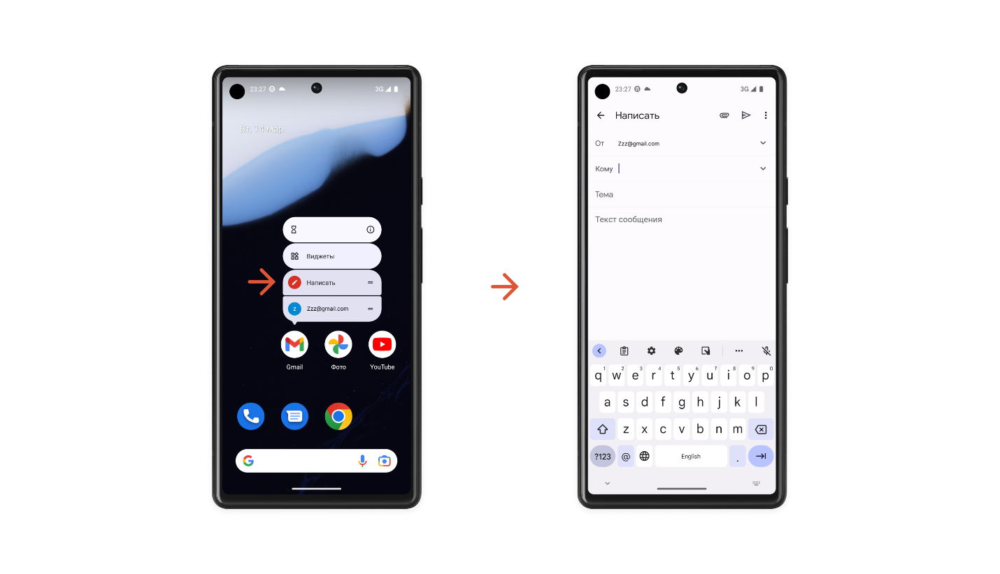 23:27
3G
Вт, 14 мар.
Виджеты
Написать
z
Zzz@gmail.com
Gmail
Фото
YouTube
G
23:27
3G
Написать
От
Zzz@gmail.com
Кому
Тема
Текст сообщения
q1 w2 e3 r4 t5 y6 u7 i8 o9 p0
a s d f g h j k l
z x c v b n m
?123 @ English .